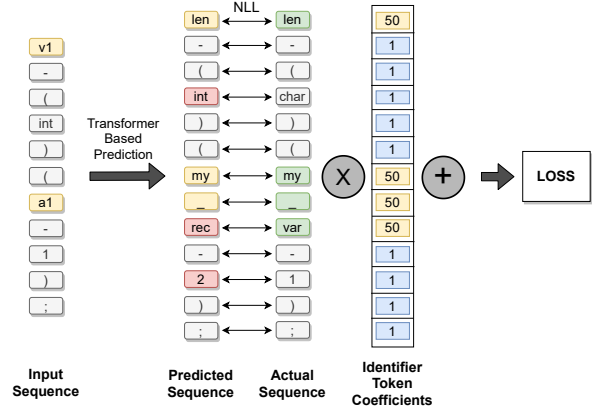 NLL
v1
-
(
int
)
(
a1
-
1
)
;
Transformer
Based
Prediction
len len 50
- - 1
( ( 1
int char 1
) ) 1
( ( 1
my my 50
_ _ 50
rec var 50
- - 1
2 1 1
) ) 1
; ; 1
X
+
LOSS
Input
Sequence
Predicted
Sequence
Actual
Sequence
Identifier
Token
Coefficients